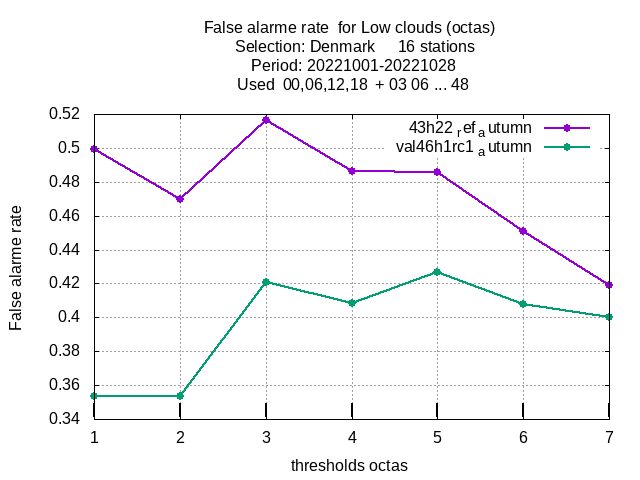 False alarme rate  for Low clouds (octas)
Selection: Denmark     16 stations
Period: 20221001-20221028
Used  00,06,12,18  + 03 06 ... 48
43h22 ref autumn
val46h1rc1 autumn
0.52
0.5
0.48
0.46
0.44
0.42
0.4
0.38
0.36
0.34
False alarme rate
1 2 3 4 5 6 7
thresholds octas